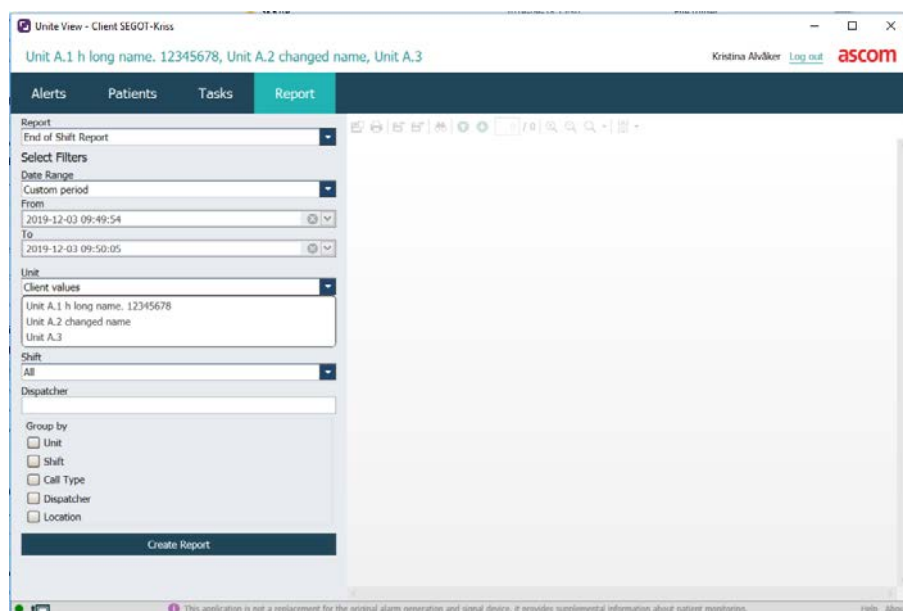 Unite View - Client SEGOT-Kriss
Unit A.1 h long name. 12345678, Unit A.2 changed name, Unit A.3
Kristina Alvåker Log out ascom
Alerts Patients Tasks Report
Report
End of Shift Report
/ 0
Select Filters
Date Range
Custom period
From
2019-12-03 09:49:54
To
2019-12-03 09:50:05
Unit
Client values
Unit A.1 h long name. 12345678
Unit A.2 changed name
Unit A.3
Shift
All
Dispatcher
Group by
Unit
Shift
Call Type
Dispatcher
Location
Create Report
This application is not a replacement for the original alarm generation and signal device, it provides supplemental information about patient monitoring.
Help